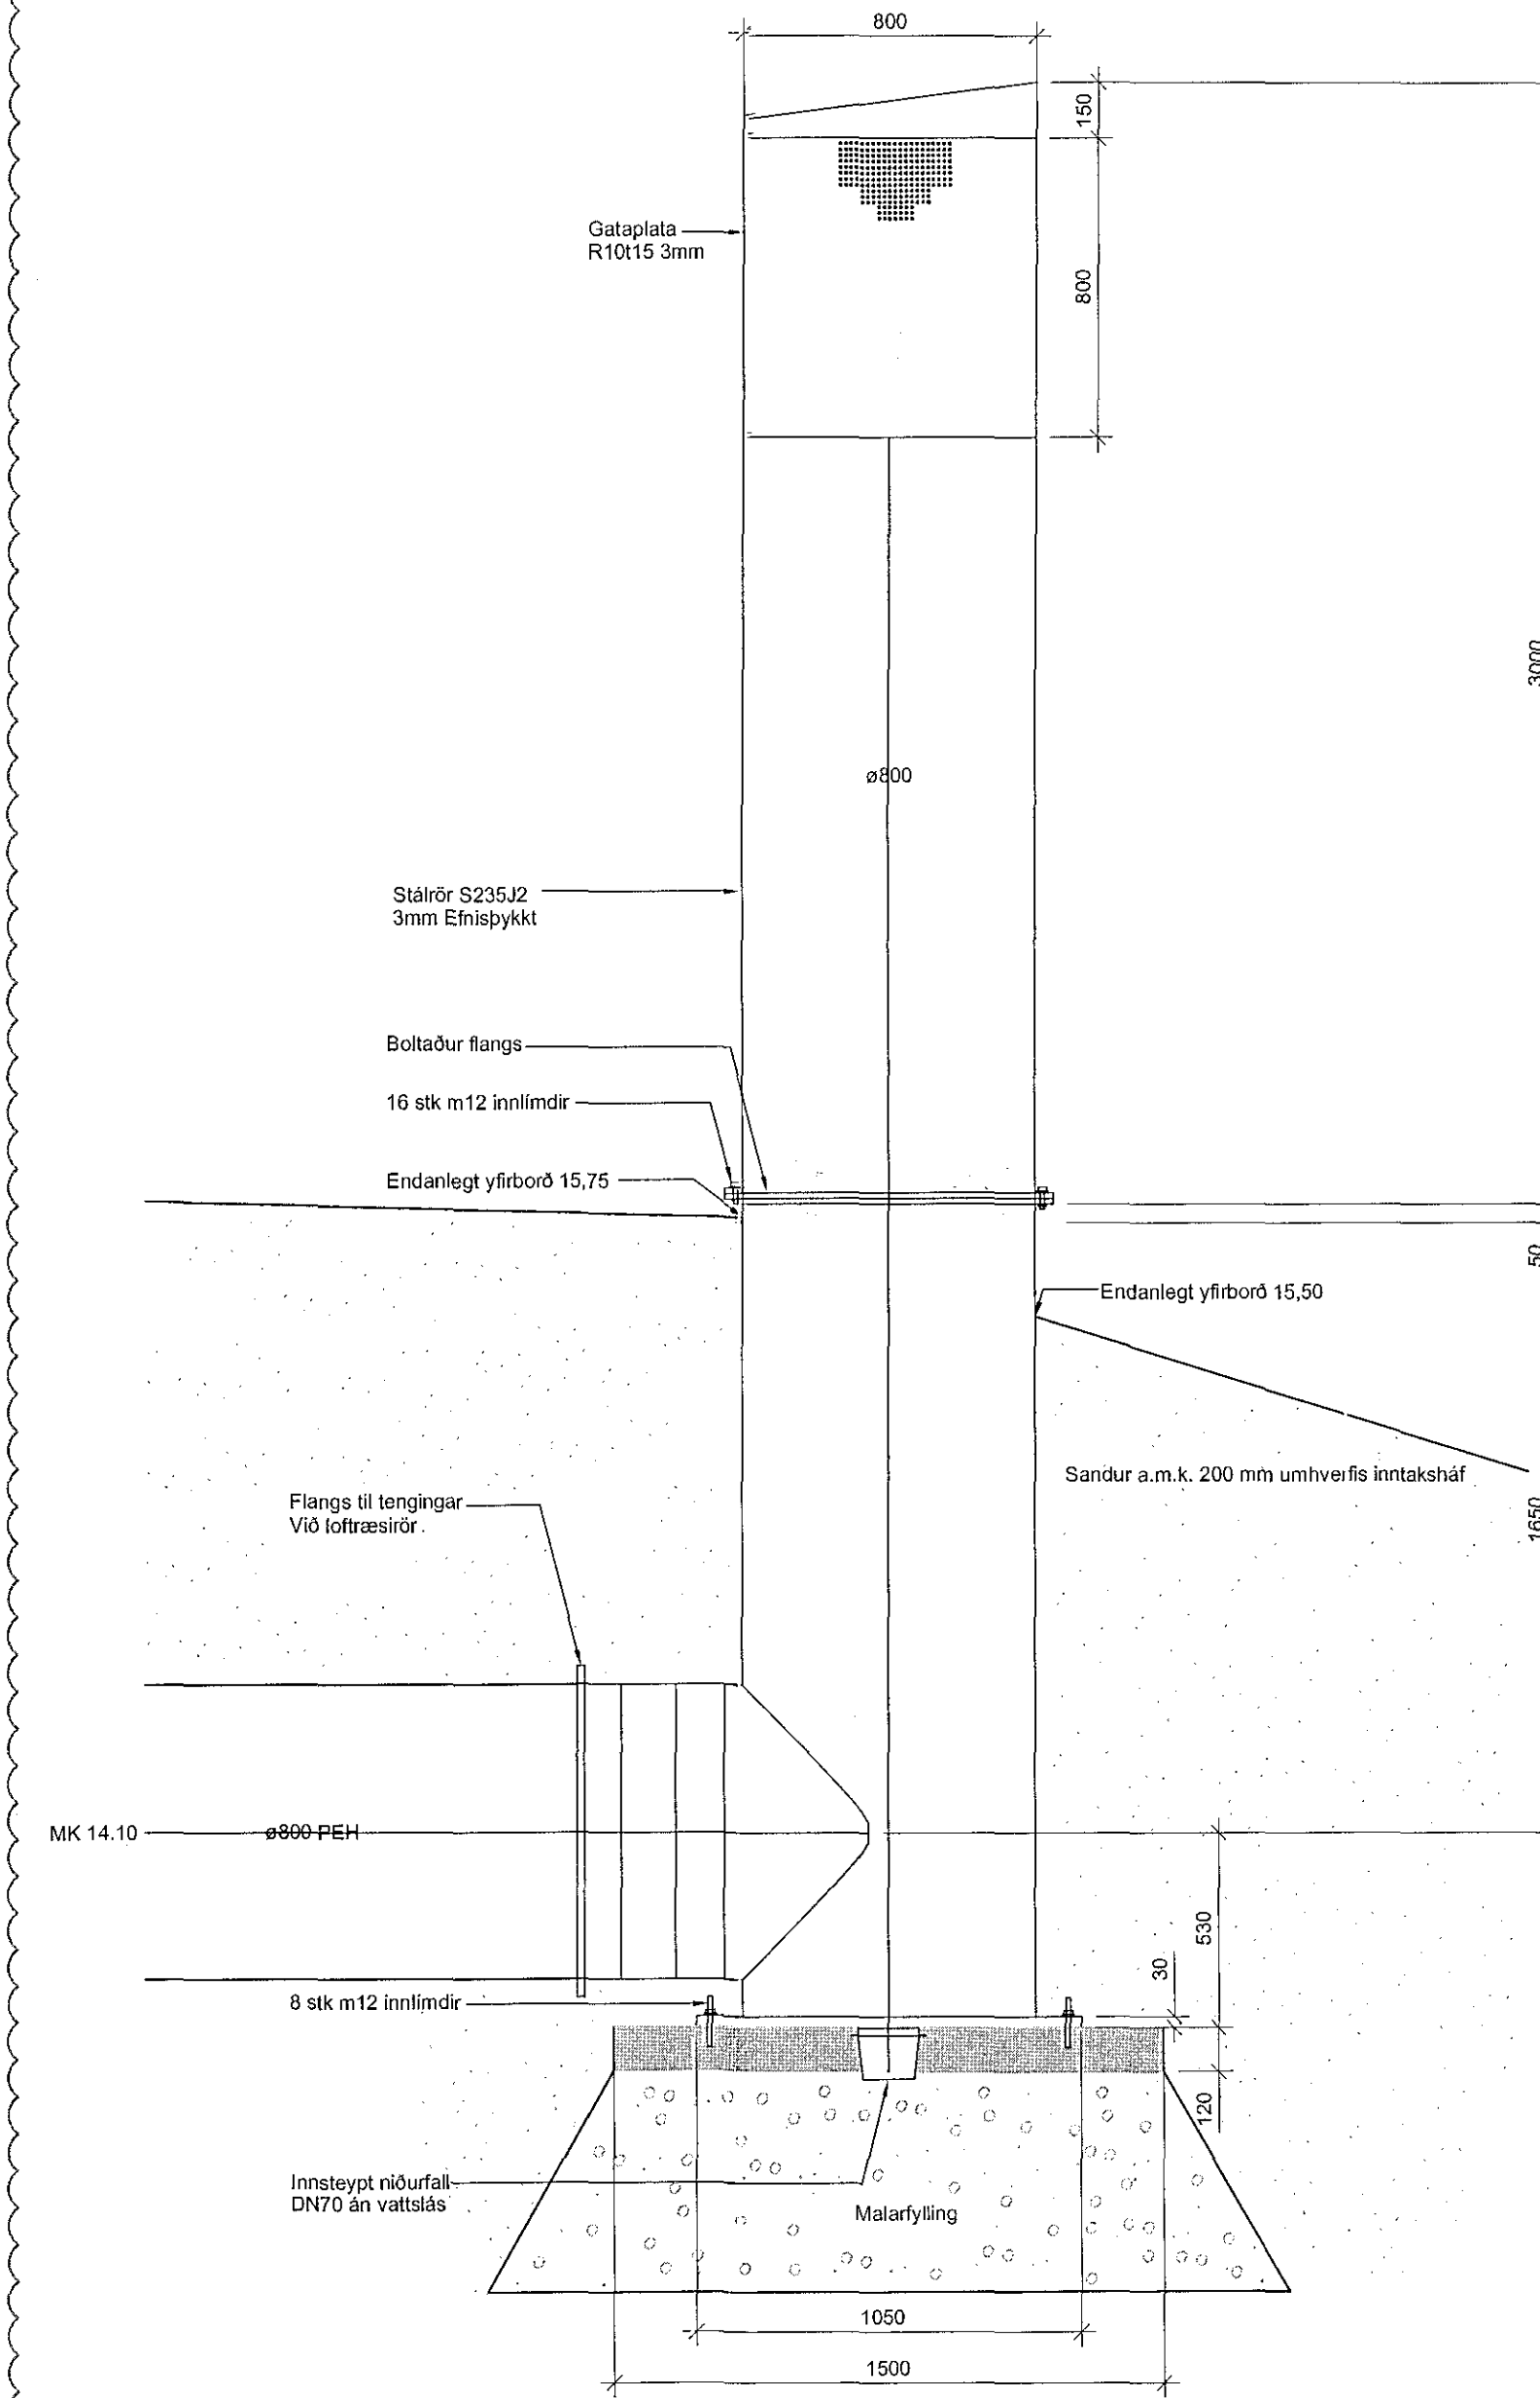 800
150
Gataplata
R10t15 3mm
800
3000
ø800
Stálrör S235J2
3mm Efnisþykkt
Boltaður flangs
16 stk m12 innlímdir
Endanlegt yfirborð 15,75
50
Endanlegt yfirborð 15,50
Sandur a.m.k. 200 mm umhverfis inntaksháf
Flangs til tengingar
Við loftræsirör
1650
MK 14.10
ø800 PEH
530
30
8 stk m12 innlímdir
120
Innsteypt niðurfall
DN70 án vattslás
Malarfylling
1050
1500